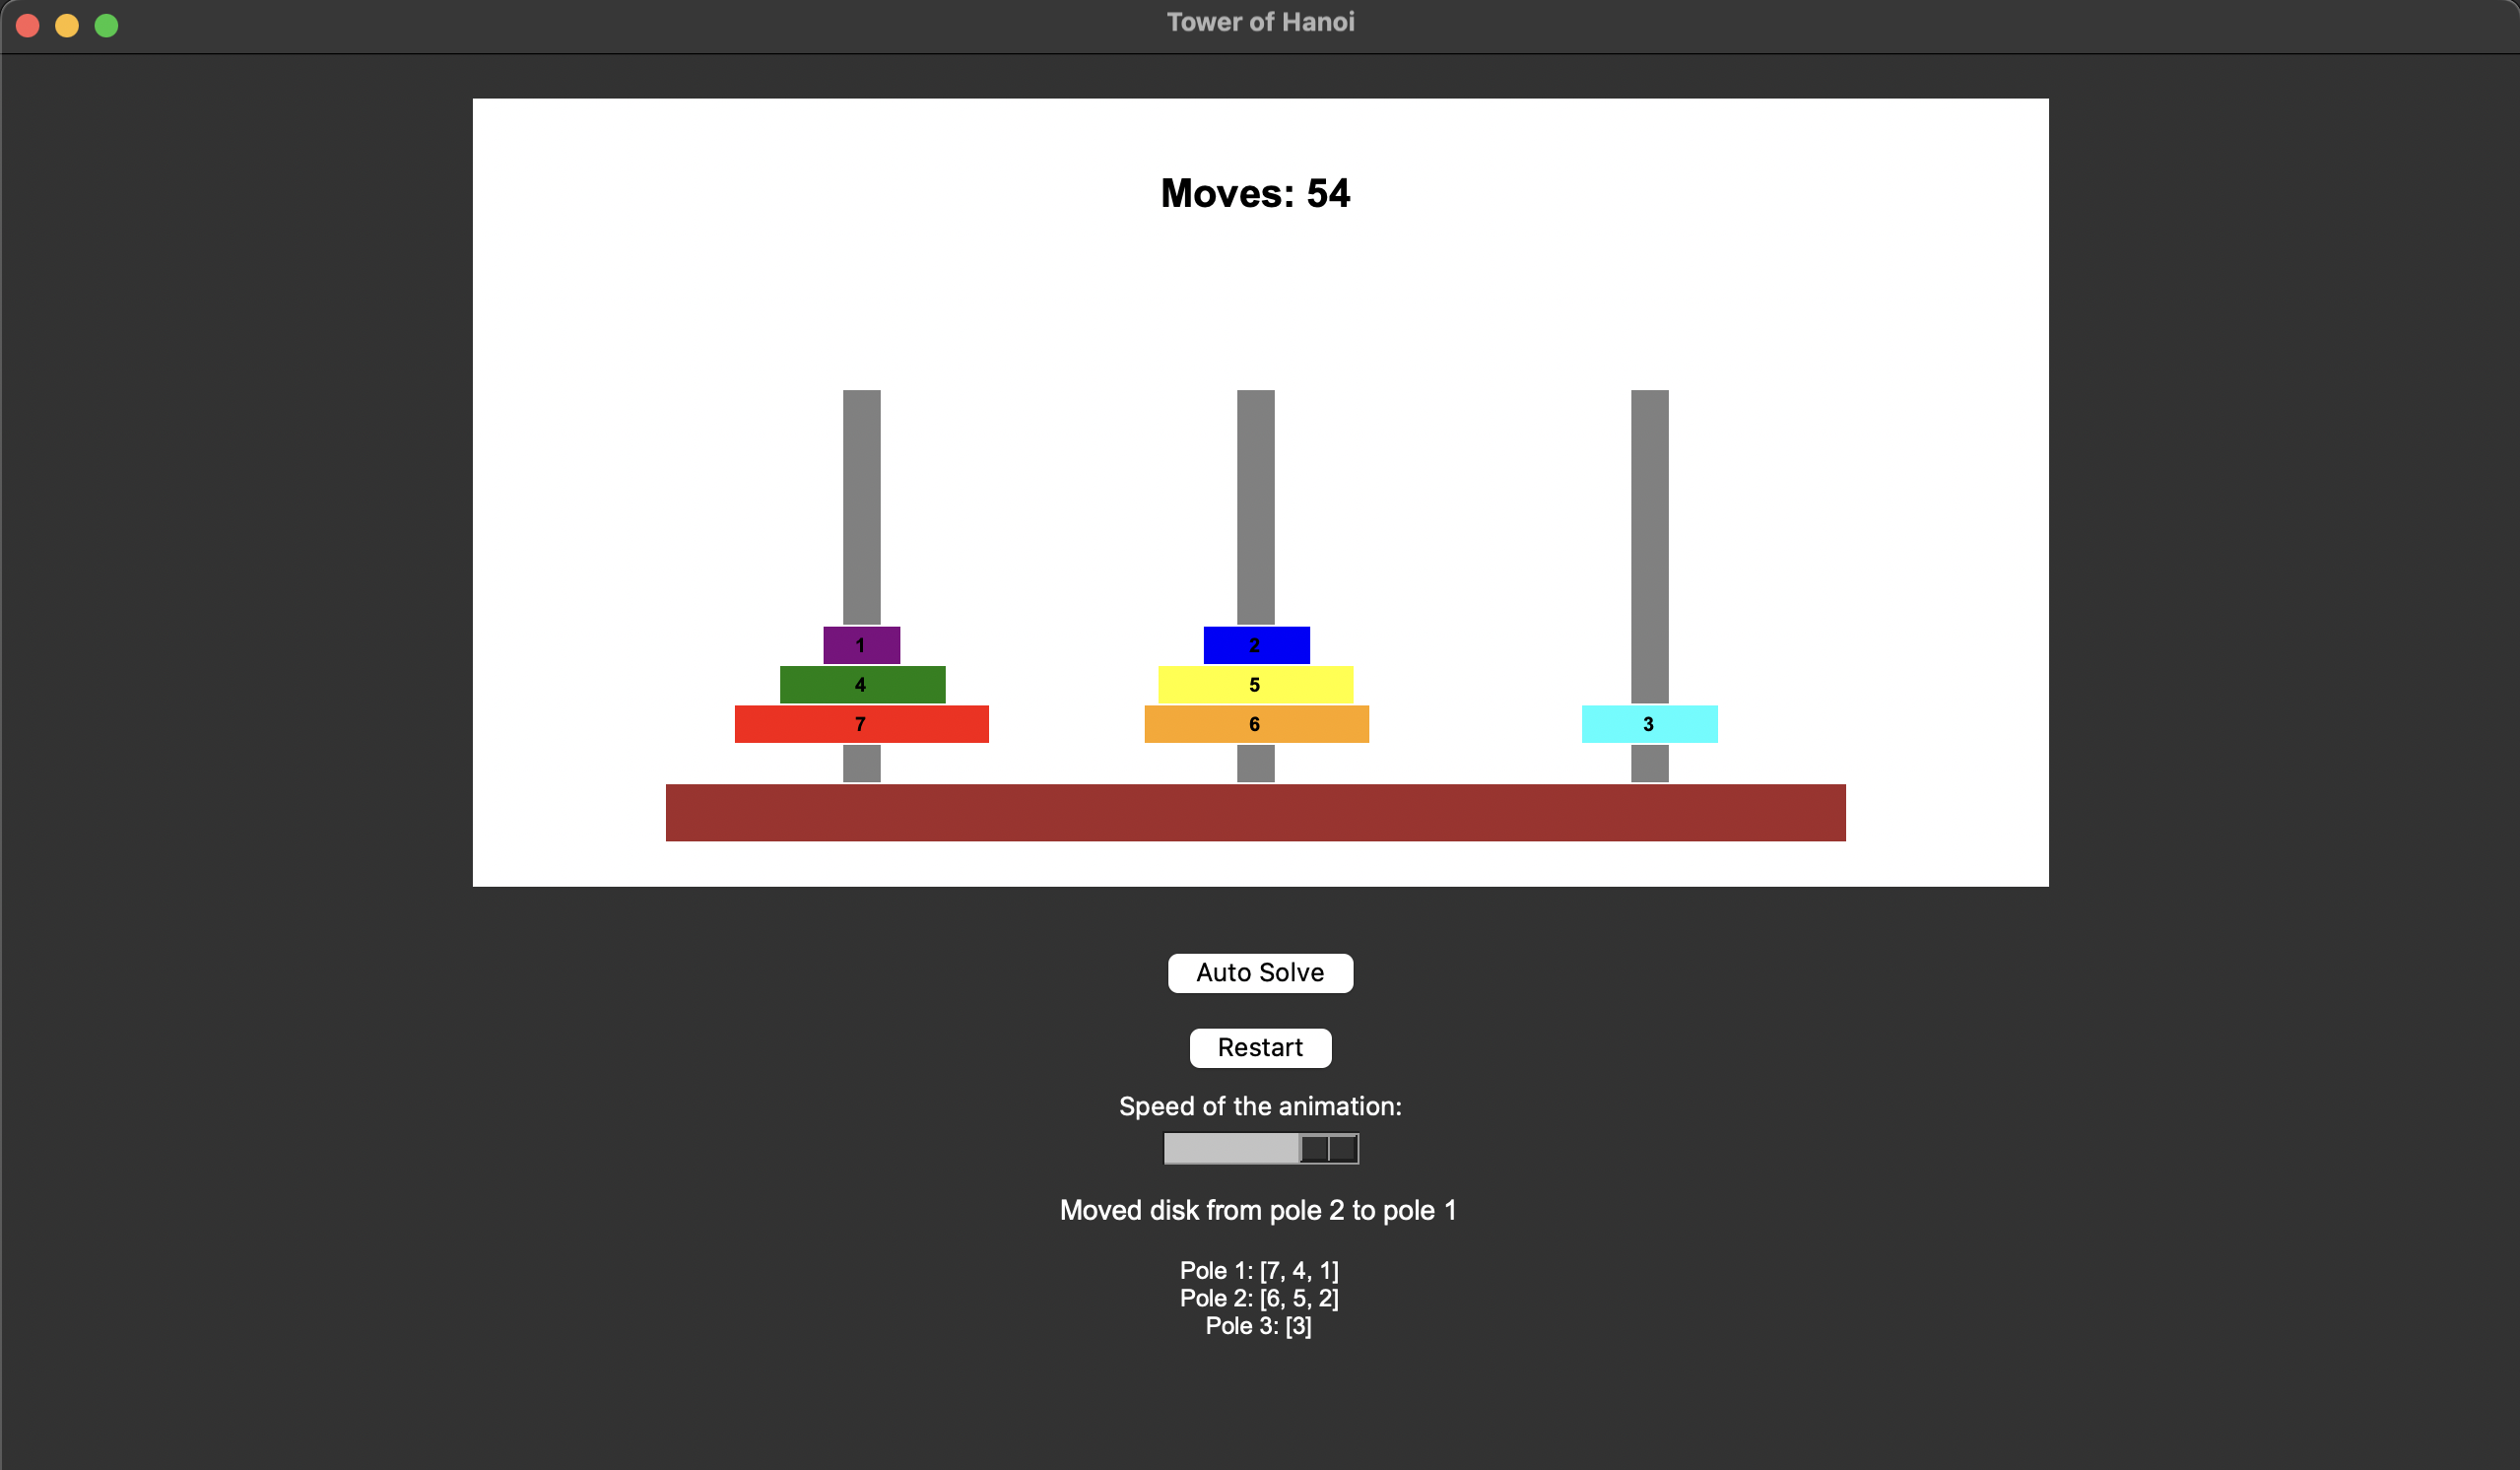 Tower of Hanoi
Moves: 54
1
2
4
5
7
6
3
Auto Solve
Restart
Speed of the animation:
Moved disk from pole 2 to pole 1
Pole 1: [7, 4, 1]
Pole 2: [6, 5, 2]
Pole 3: [3]